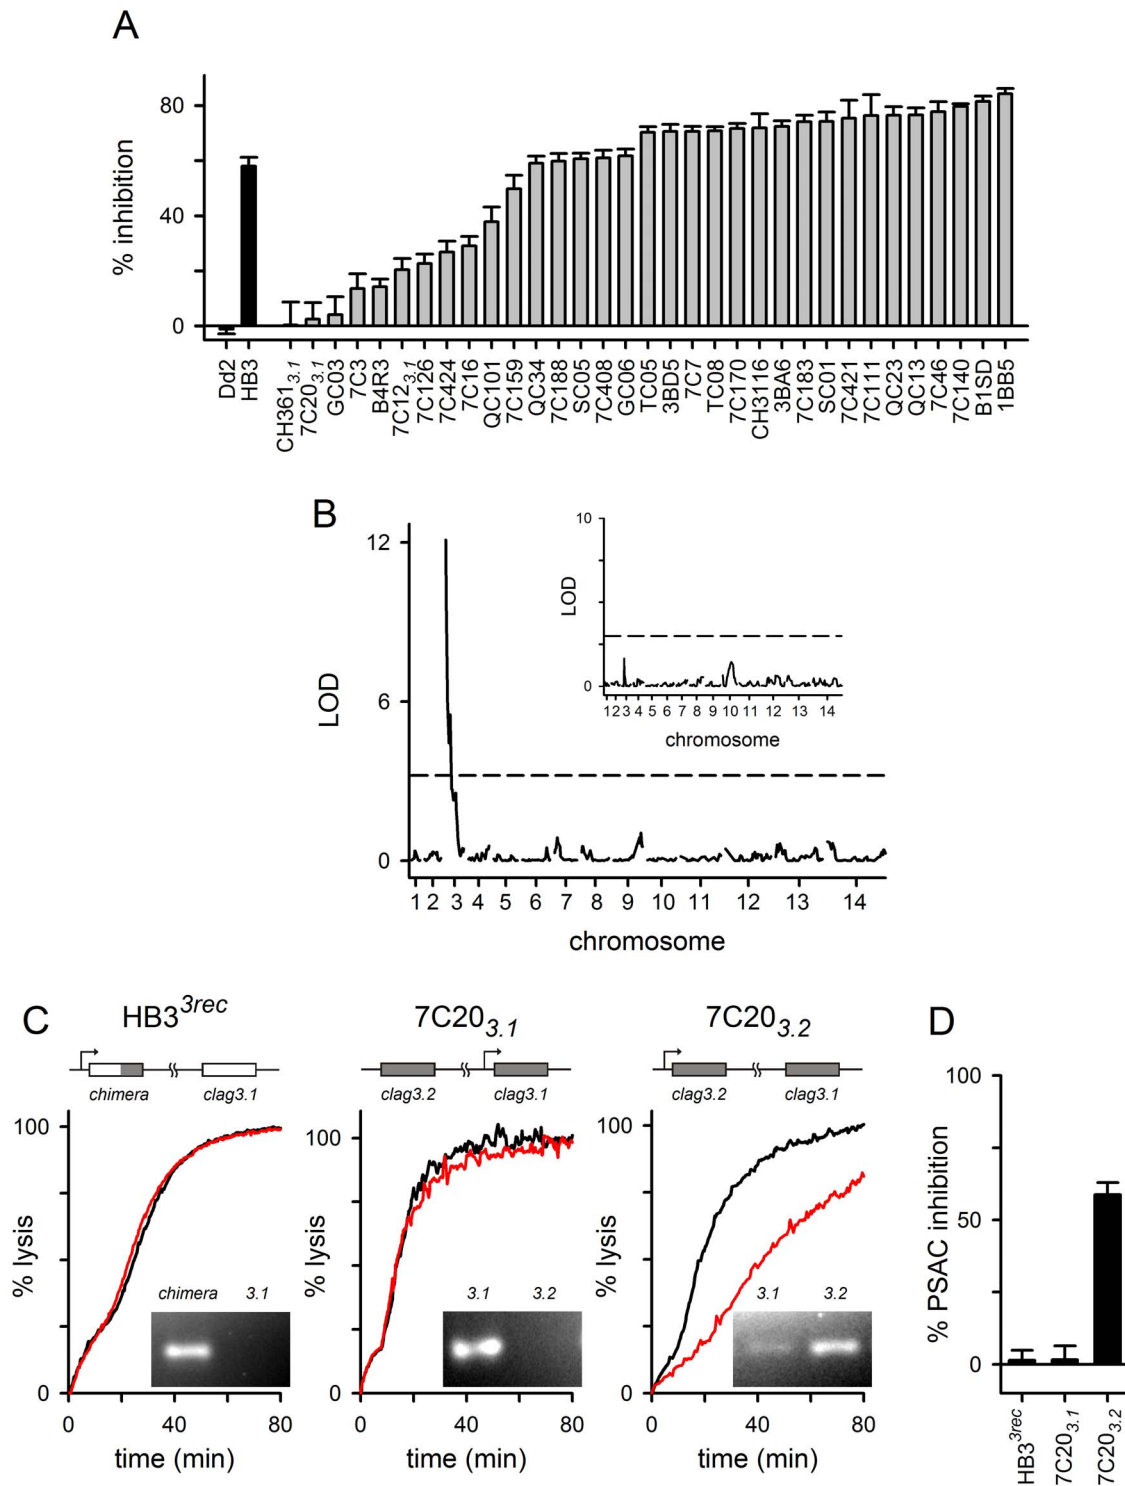 A
% inhibition
80
40
0
Dd2
HB3
CH361 3.1
7C20 3.1
GC03
7C3
B4R3
7C12 3.1
7C126
7C424
7C16
QC101
7C159
QC34
7C188
SC05
7C408
GC06
TC05
3BD5
7C7
TC08
7C170
CH3116
3BA6
7C183
SC01
7C421
7C111
QC23
QC13
7C46
7C140
B1SD
1BB5
B
LOD
12
6
0
1 2 3 4 5 6 7 8 9 10 11 12 13 14
chromosome
LOD
10
0
1 2 3 4 5 6 7 8 9 10 11 12 13 14
chromosome
C
HB3 3rec
chimera clag3.1
% lysis
100
0
chimera 3.1
0 40 80
time (min)
7C20 3.1
clag3.2 clag3.1
% lysis
100
0
3.1 3.2
0 40 80
time (min)
7C20 3.2
clag3.2 clag3.1
% lysis
100
0
3.1 3.2
0 40 80
time (min)
D
% PSAC inhibition
100
50
0
HB3 3rec
7C20 3.1
7C20 3.2